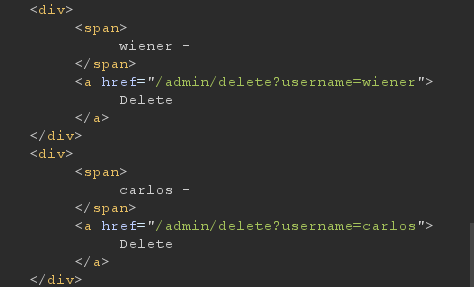 <div>
<span>
wiener -
</span>
<a href="/admin/delete?username=wiener">
Delete
</a>
</div>
<div>
<span>
carlos -
</span>
<a href="/admin/delete?username=carlos">
Delete
</a>
</div>